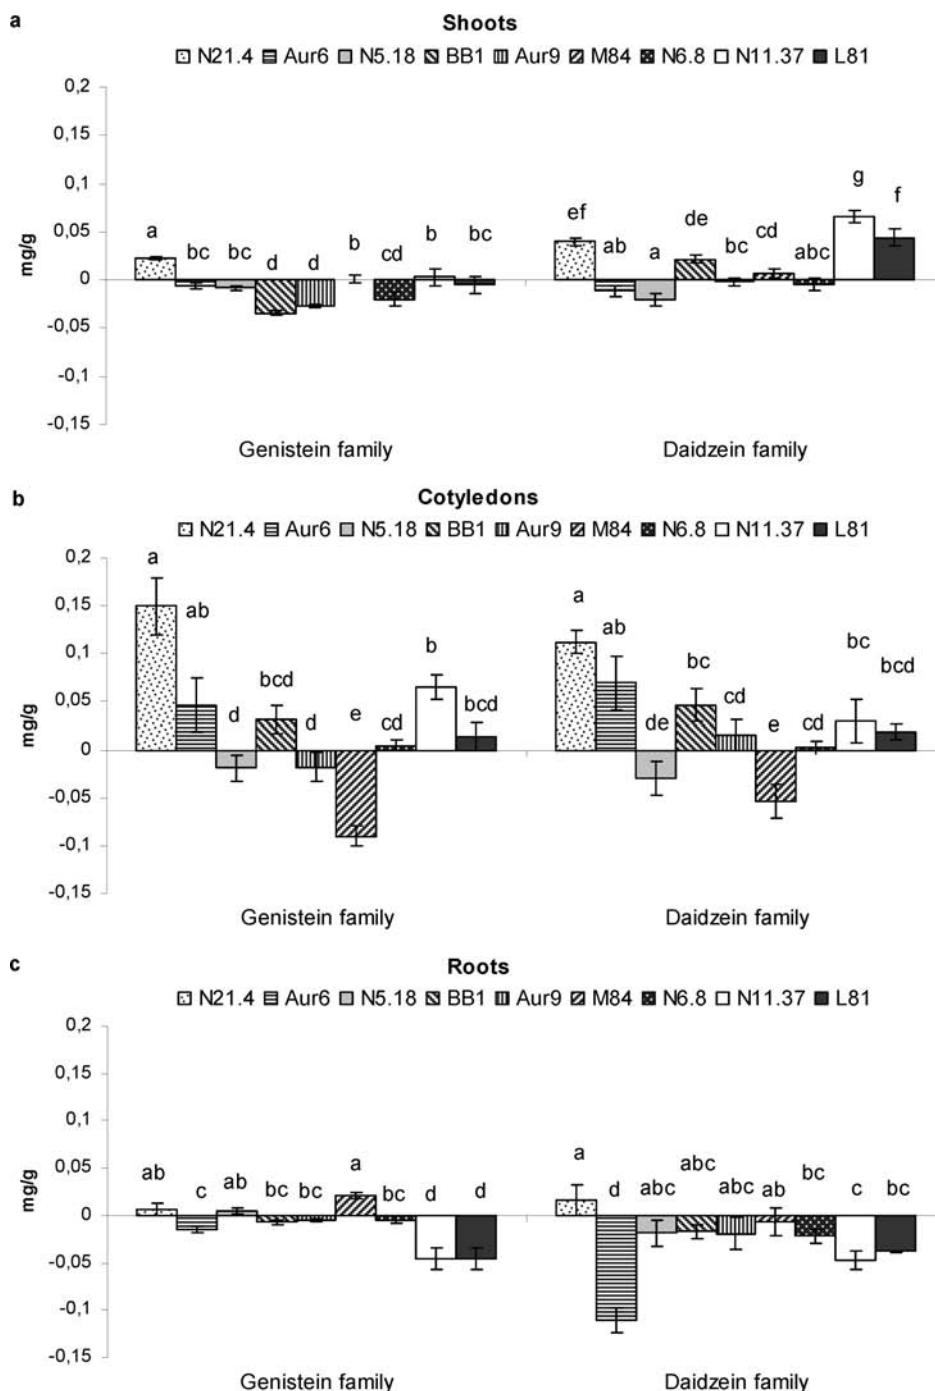 a
Shoots
N21.4 Aur6 N5.18 BB1 Aur9 M84 N6.8 N11.37 L81
0,2
0,15
0,1
0,05
0
-0,05
-0,1
-0,15
mg/g
a bc bc d d b cd b bc
ef ab a de bc cd abc g f
Genistein family Daidzein family
b
Cotyledons
N21.4 Aur6 N5.18 BB1 Aur9 M84 N6.8 N11.37 L81
0,2
0,15
0,1
0,05
0
-0,05
-0,1
-0,15
mg/g
a ab d bcd d e cd b bcd
a ab de bc cd e cd bc bcd
Genistein family Daidzein family
c
Roots
N21.4 Aur6 N5.18 BB1 Aur9 M84 N6.8 N11.37 L81
0,2
0,15
0,1
0,05
0
-0,05
-0,1
-0,15
mg/g
ab c ab bc bc a bc d d
a d abc abc abc ab bc c bc
Genistein family Daidzein family